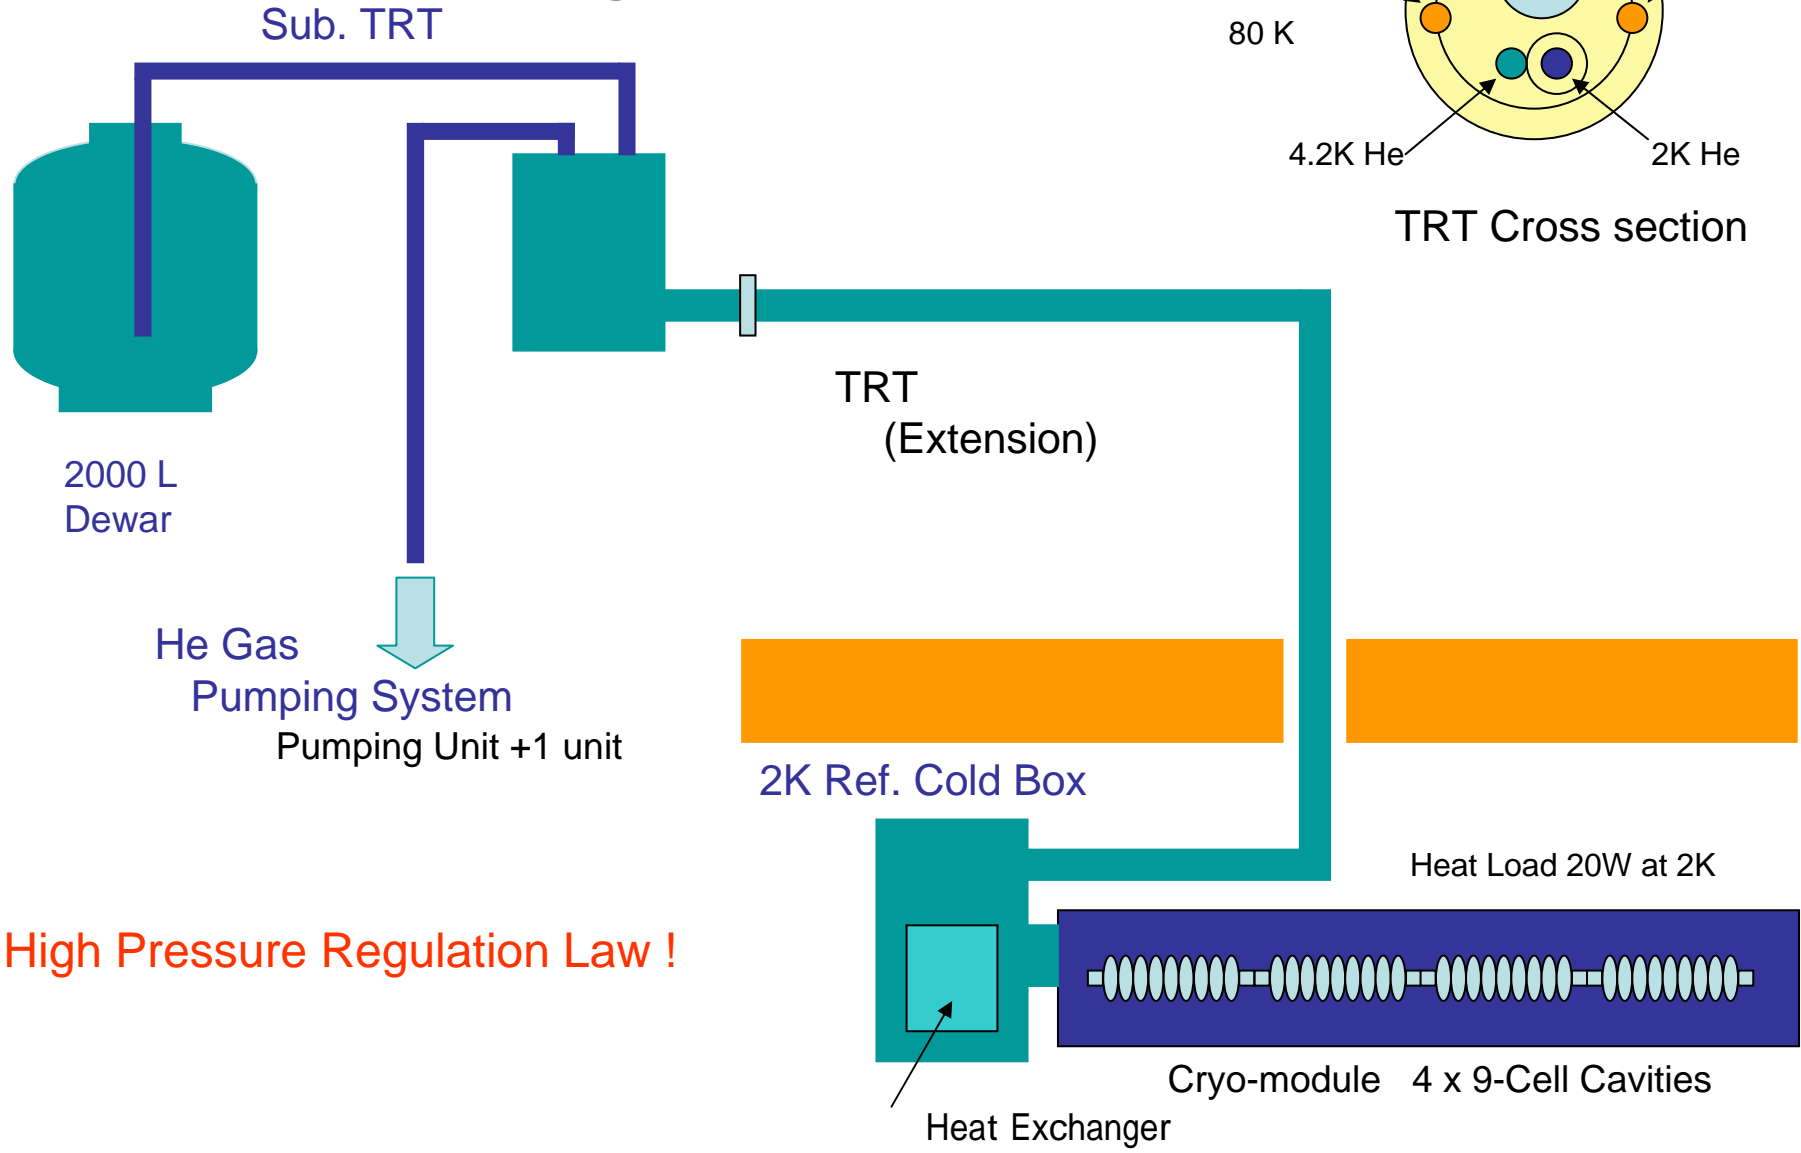 Sub. TRT
80 K
4.2K He
2K He
TRT Cross section
TRT
(Extension)
2000 L
Dewar
He Gas
Pumping System
Pumping Unit +1 unit
2K Ref. Cold Box
Heat Load 20W at 2K
High Pressure Regulation Law !
Cryo-module 4 x 9-Cell Cavities
Heat Exchanger